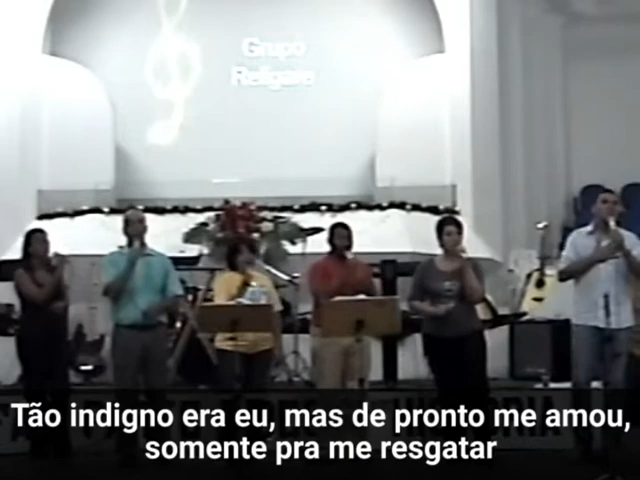 Grupo
Religare
Tão indigno era eu, mas de pronto me amou,
somente pra me resgatar